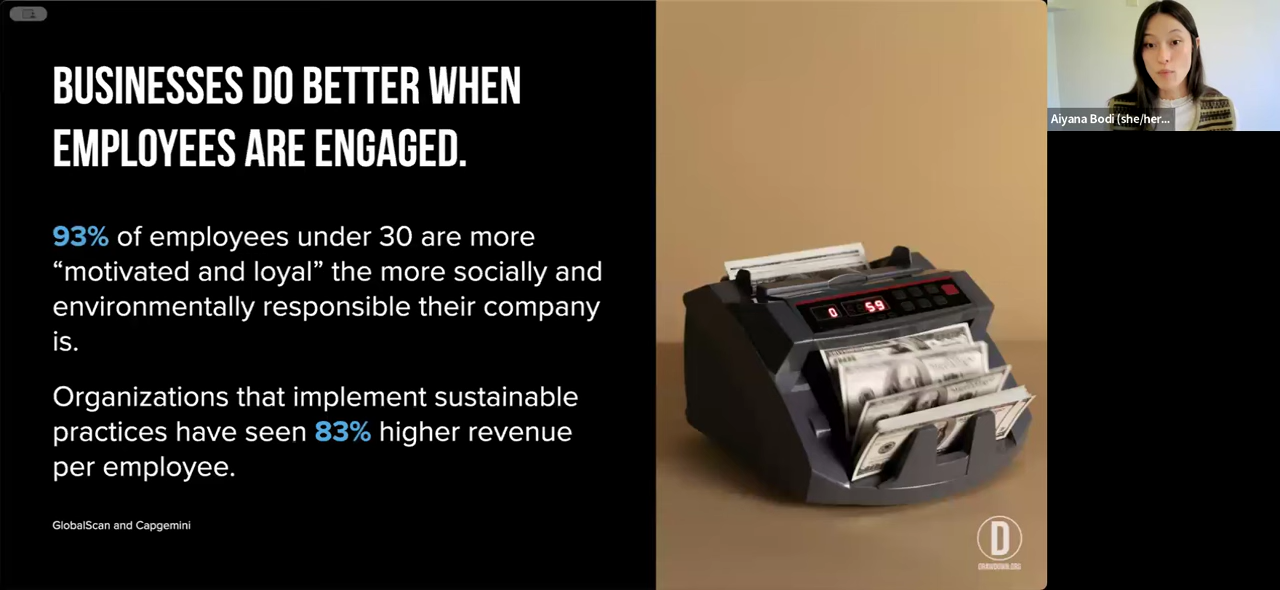 BUSINESSES DO BETTER WHEN
EMPLOYEES ARE ENGAGED.
93% of employees under 30 are more
“motivated and loyal” the more socially and
environmentally responsible their company
is.
Organizations that implement sustainable
practices have seen 83% higher revenue
per employee.
GlobalScan and Capgemini
0 59
D
Aiyana Bodi (she/her...